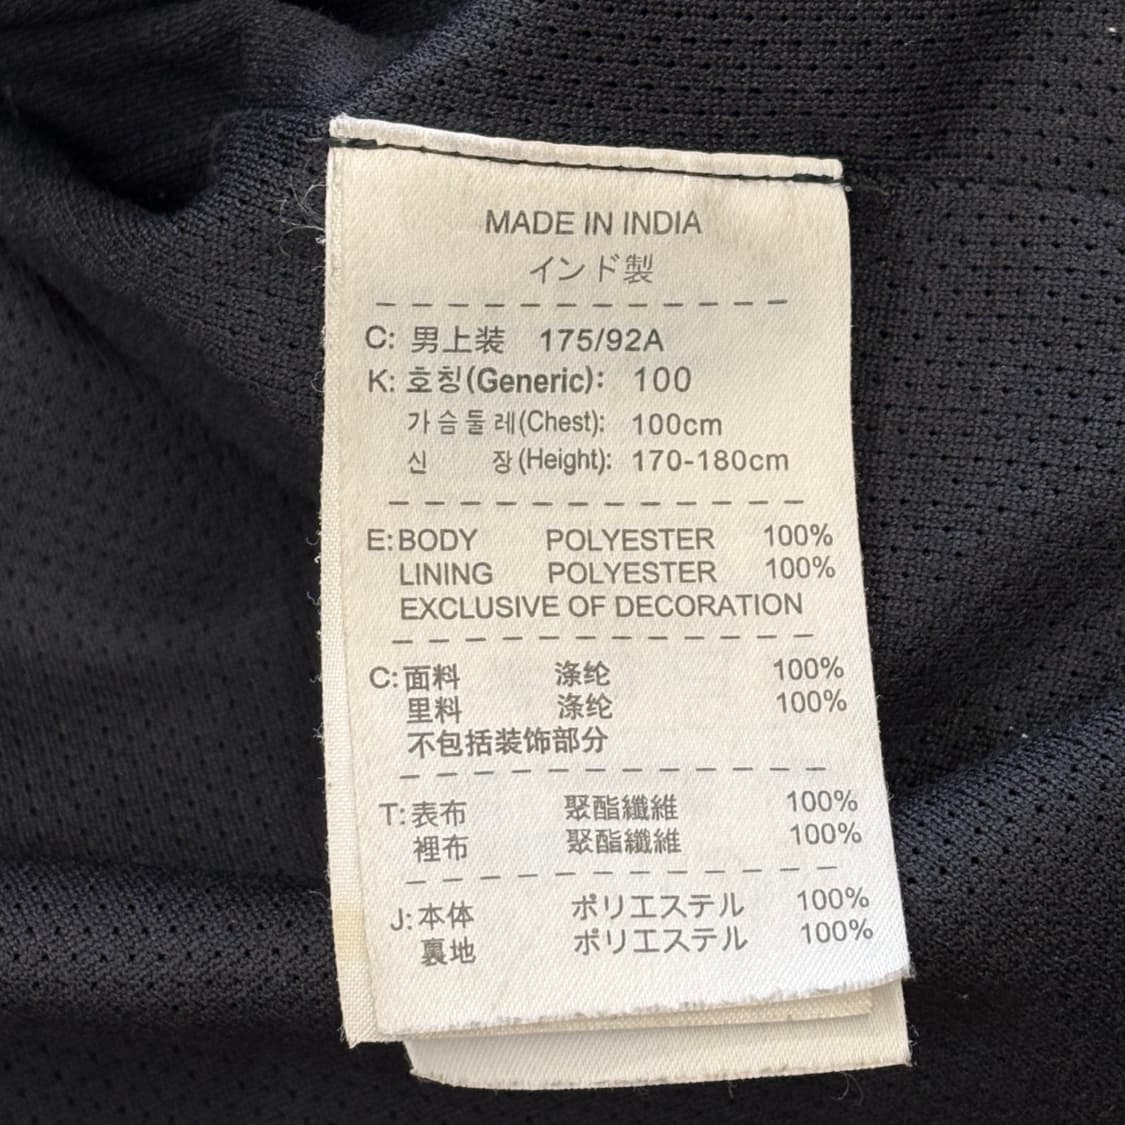 MADE IN INDIA
インド製
C: 男上装 175/92A
K: 호칭(Generic): 100
가슴둘레(Chest): 100cm
신 장(Height): 170-180cm
E: BODY POLYESTER 100%
LINING POLYESTER 100%
EXCLUSIVE OF DECORATION
C: 面料 涤纶 100%
里料 涤纶 100%
不包括装饰部分
T: 表布 聚酯纖維 100%
裡布 聚酯纖維 100%
J: 本体 ポリエステル 100%
裏地 ポリエステル 100%